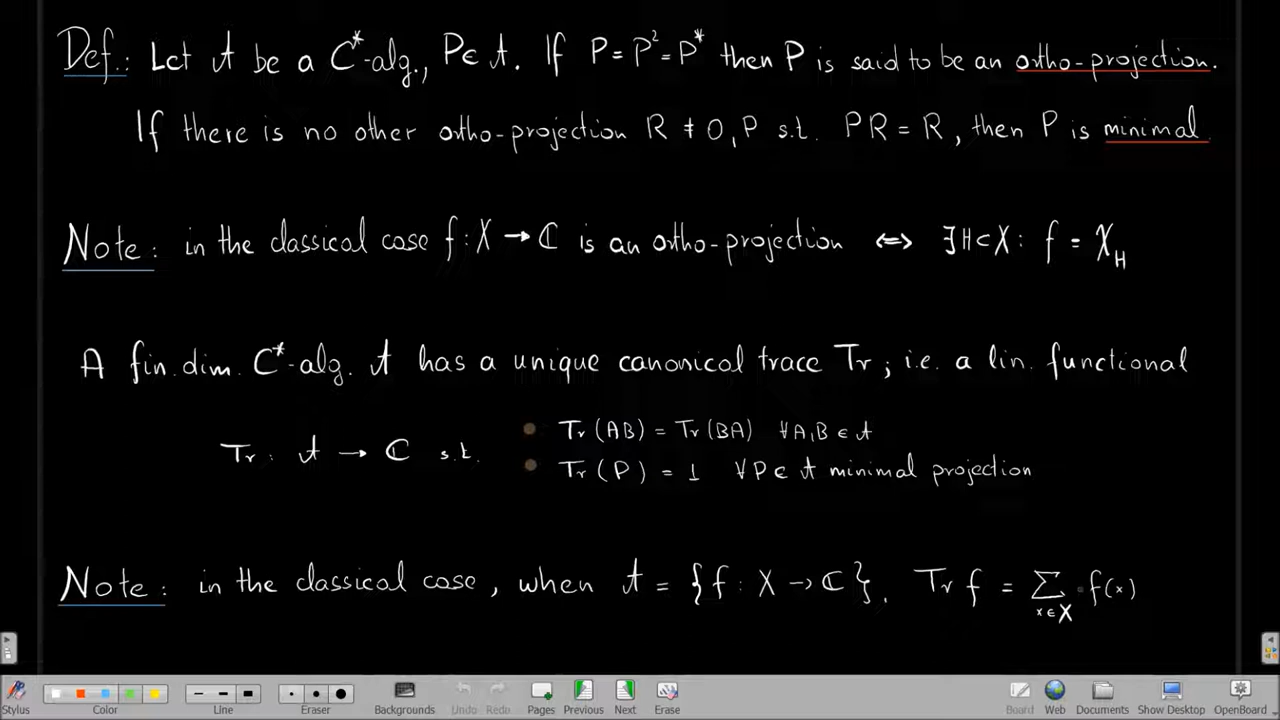 Def.: Let A be a C*-alg., P∈A. If P = P² = P* then P is said to be an ortho-projection.
If there is no other ortho-projection R ≠ 0, P s.t. PR = R, then P is minimal.
Note: in the classical case f: X → ℂ is an ortho-projection ⟺ ∃H⊂X: f = χ_H
A fin. dim. C*-alg. A has a unique canonical trace Tr; i.e. a lin. functional
Tr: A → ℂ s.t.
• Tr(AB) = Tr(BA) ∀A,B ∈ A
• Tr(P) = 1 ∀P∈ A minimal projection
Note: in the classical case, when A = {f: X → ℂ}, Tr f = ∑_{x∈X} f(x)
Stylus Color Line Eraser Backgrounds Undo Redo Pages Previous Next Erase Board Web Documents Show Desktop OpenBoard